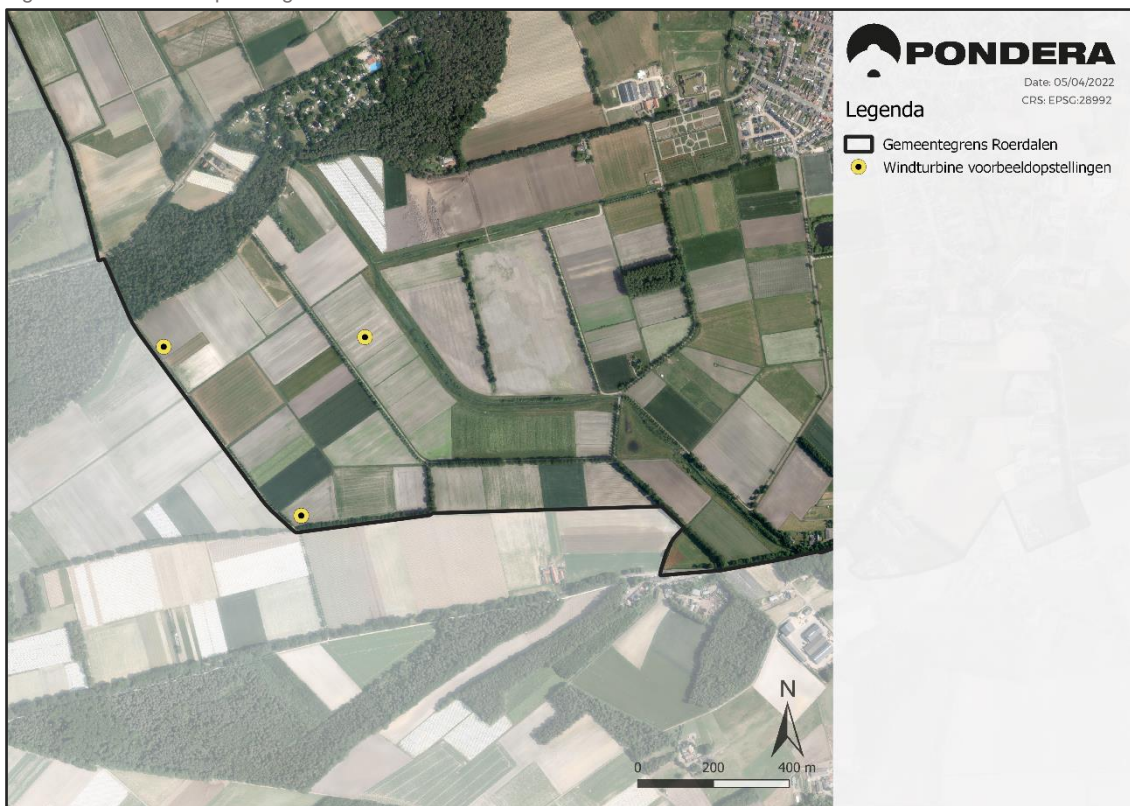 PONDERA
Date: 05/04/2022
CRS: EPSG:28992
Legenda
Gemeentegrens Roerdalen
Windturbine voorbeeldopstellingen
N
0 200 400 m